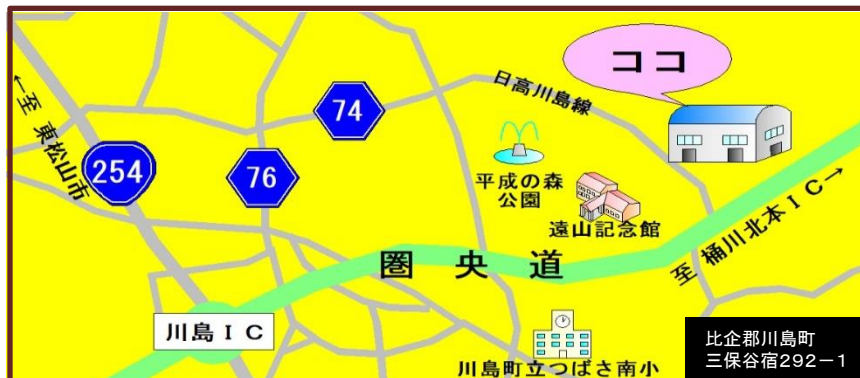 ココ
←至 東松山市
254
76
74
日高川島線
平成の森
公園
遠山記念館
圏央道
至 桶川北本IC→
川島IC
川島町立つばさ南小
比企郡川島町
三保谷宿292-1